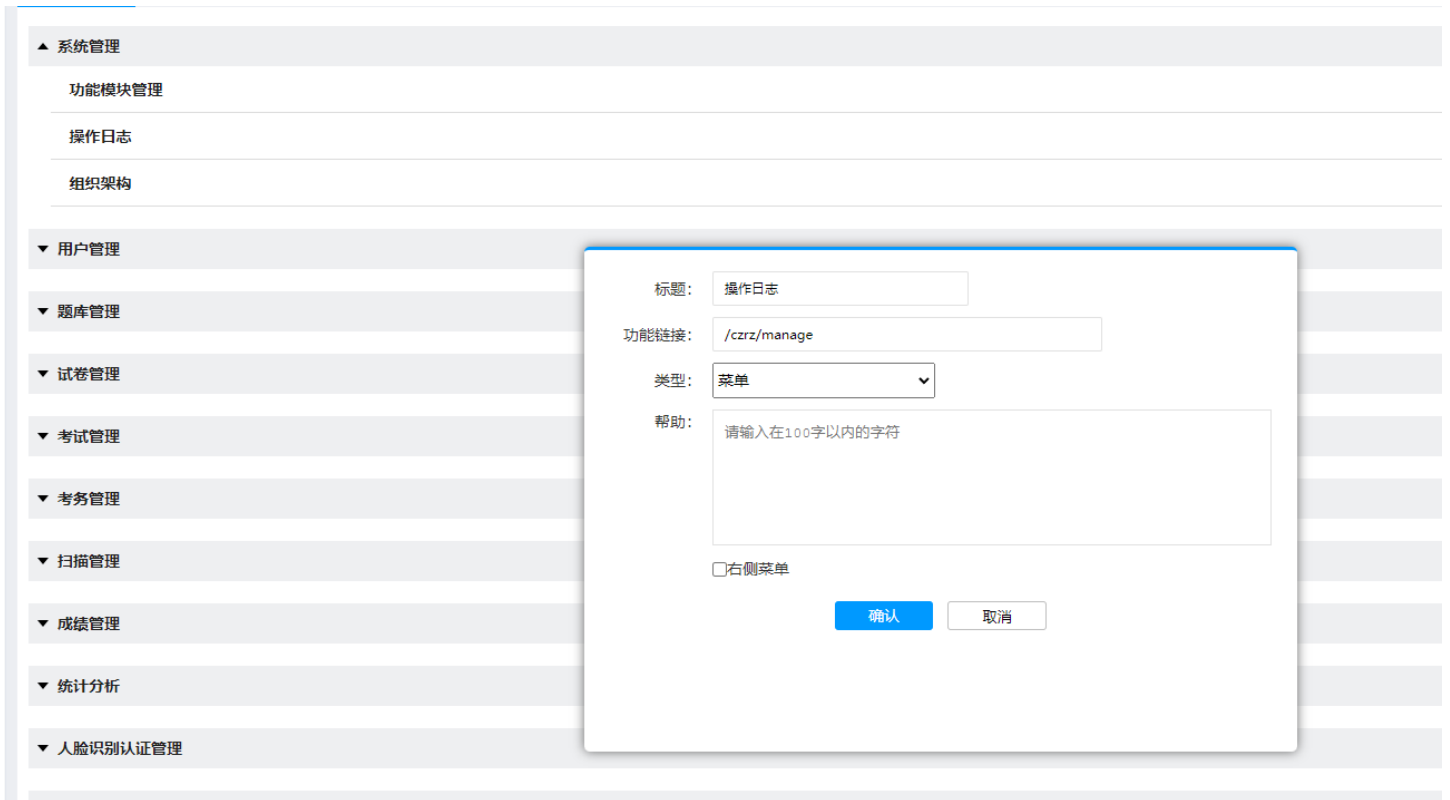 系统管理
功能模块管理
操作日志
组织架构
用户管理
题库管理
试卷管理
考试管理
考务管理
扫描管理
成绩管理
统计分析
人脸识别认证管理
标题： 操作日志
功能链接： /czrz/manage
类型： 菜单
帮助： 请输入在100字以内的字符
右侧菜单
确认 取消